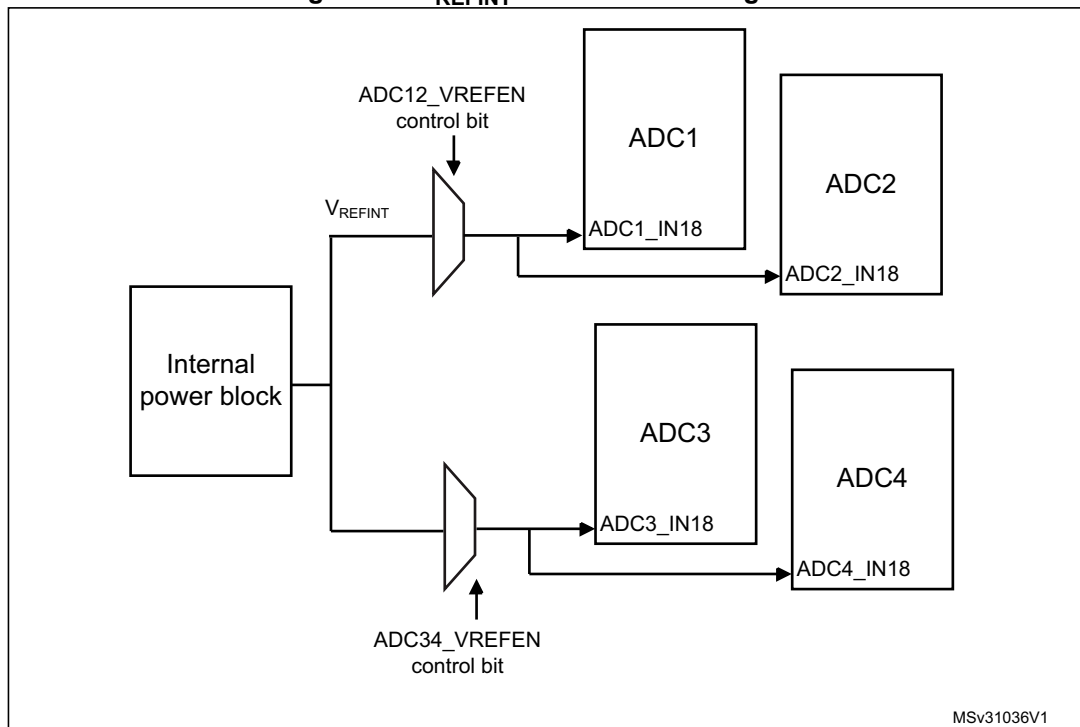 REFINT
ADC12_VREFEN
control bit
ADC1
ADC2
VREFINT
ADC1_IN18
ADC2_IN18
Internal
power block
ADC3
ADC4
ADC3_IN18
ADC4_IN18
ADC34_VREFEN
control bit
MSv31036V1